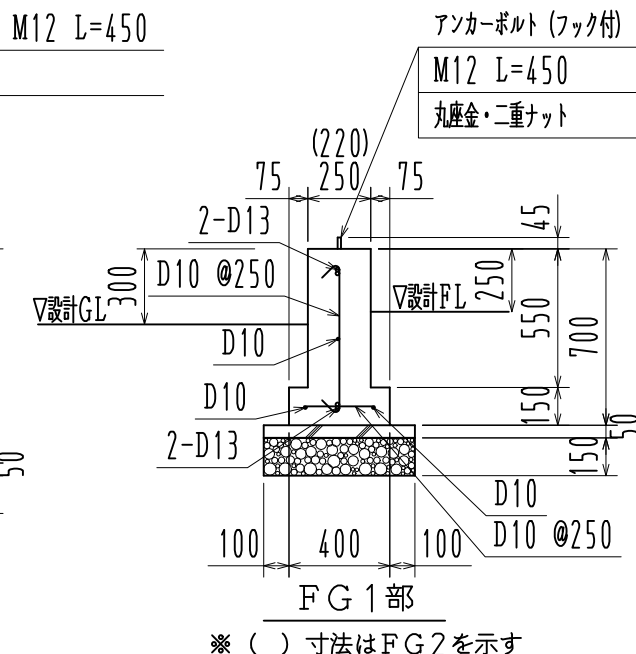 M12 L=450
アンカーボルト (フック付)
M12 L=450
丸座金・二重ナット
(220)
75 250 75
45
2-D13
300
D10 @250
250
▽設計GL
▽設計FL
550
700
D10
D10
150
50
2-D13
150
50
D10
100 400 100
D10 @250
FG1部
※ ( ) 寸法はFG2を示す